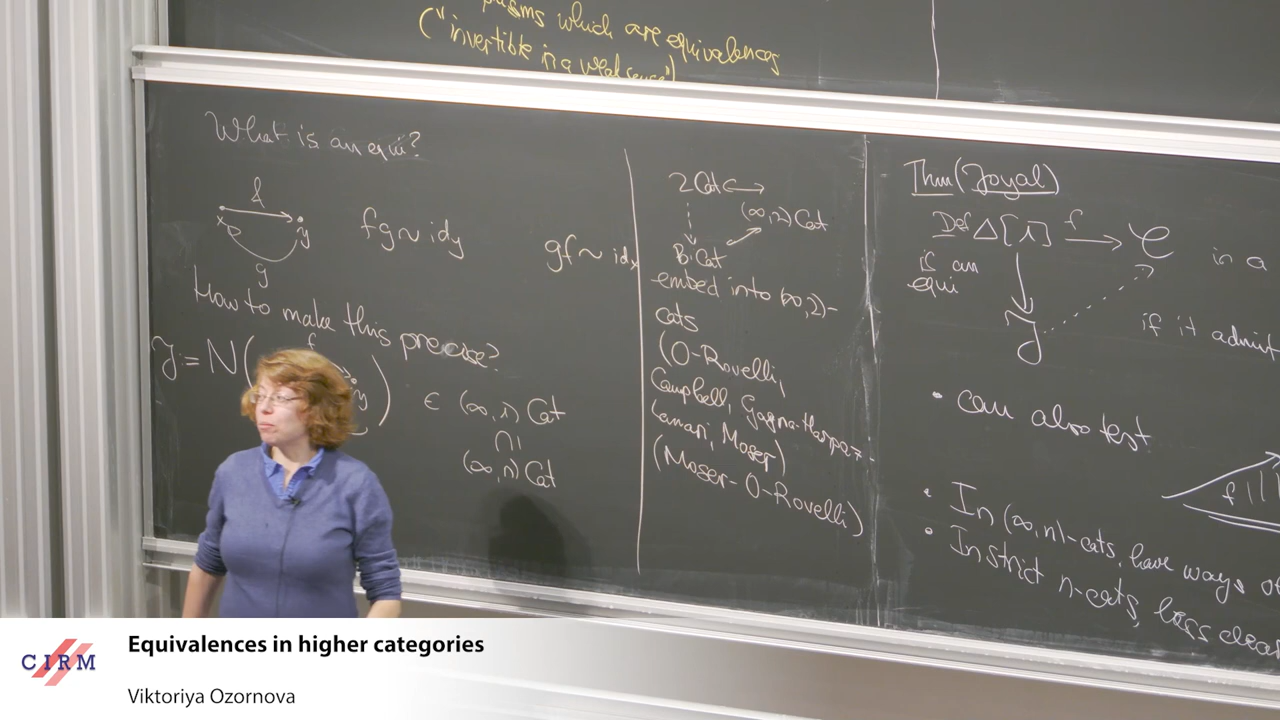 isms which are equivalences
("invertible in a weak sense")
What is an equi?
f
x
y
g
fg ~ id_y
gf ~ id_x
How to make this precise?
J := N(
f
y
)
∈ (∞,1) Cat
∩
(∞,n) Cat
2Cat ↪
(∞,2) Cat
BiCat
embed into (∞,2)-
cats
(O-Rovelli,
Campbell, Gagna-Harpaz-
Lanari, Moser)
(Moser-O-Rovelli)
Thm (Joyal)
Def Δ[1] f C in a
is an
equi
J
if it admit
• can also test
f
• In (∞,n)-cats, have ways of
• In strict n-cats, less clear
CIRM
Equivalences in higher categories
Viktoriya Ozornova